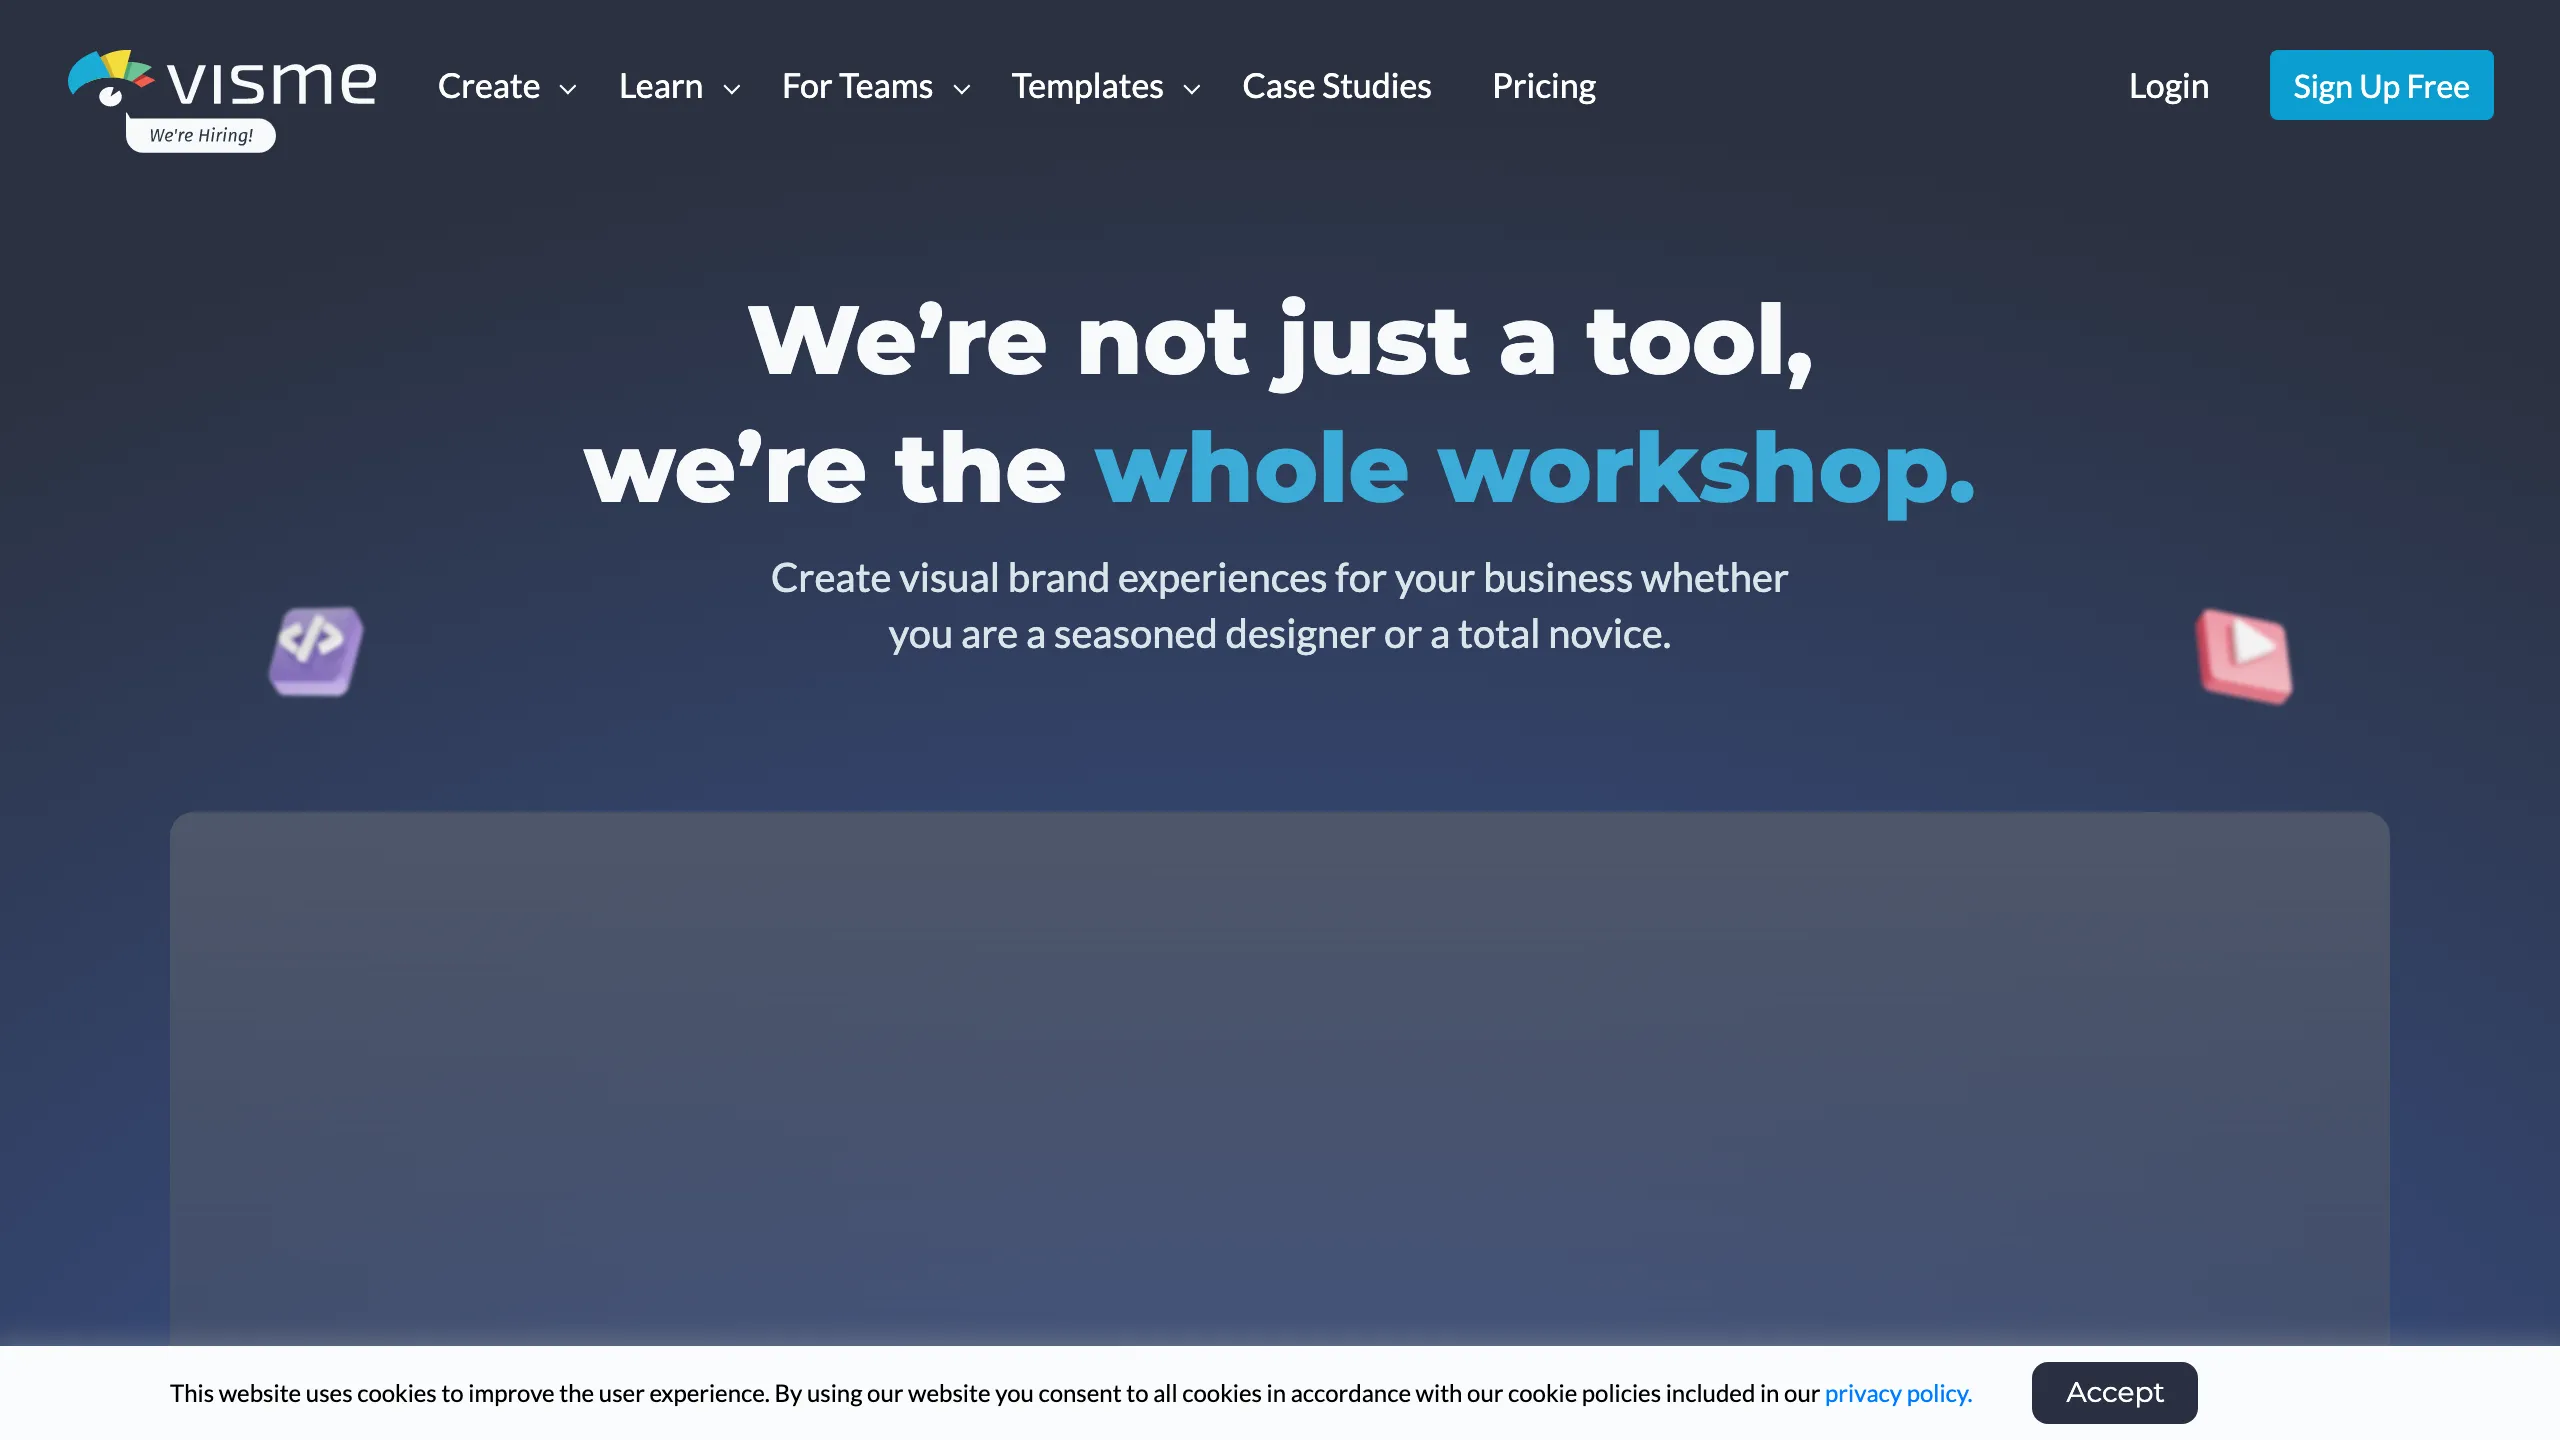 visme
We're Hiring!
Create
Learn
For Teams
Templates
Case Studies
Pricing
Login
Sign Up Free
We’re not just a tool,
we’re the whole workshop.
Create visual brand experiences for your business whether
you are a seasoned designer or a total novice.
This website uses cookies to improve the user experience. By using our website you consent to all cookies in accordance with our cookie policies included in our privacy policy.
Accept